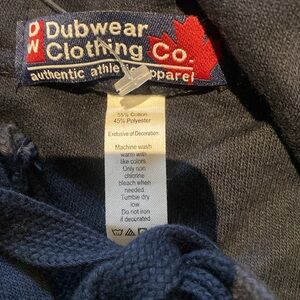 D W
Dubwear
Clothing Co.
authentic athletic apparel
55% Cotton
45% Polyester
Exclusive of Decoration
Machine wash
warm with
like colors.
Only non
chlorine
bleach when
needed.
Tumble dry
low.
Do not iron
if decorated.